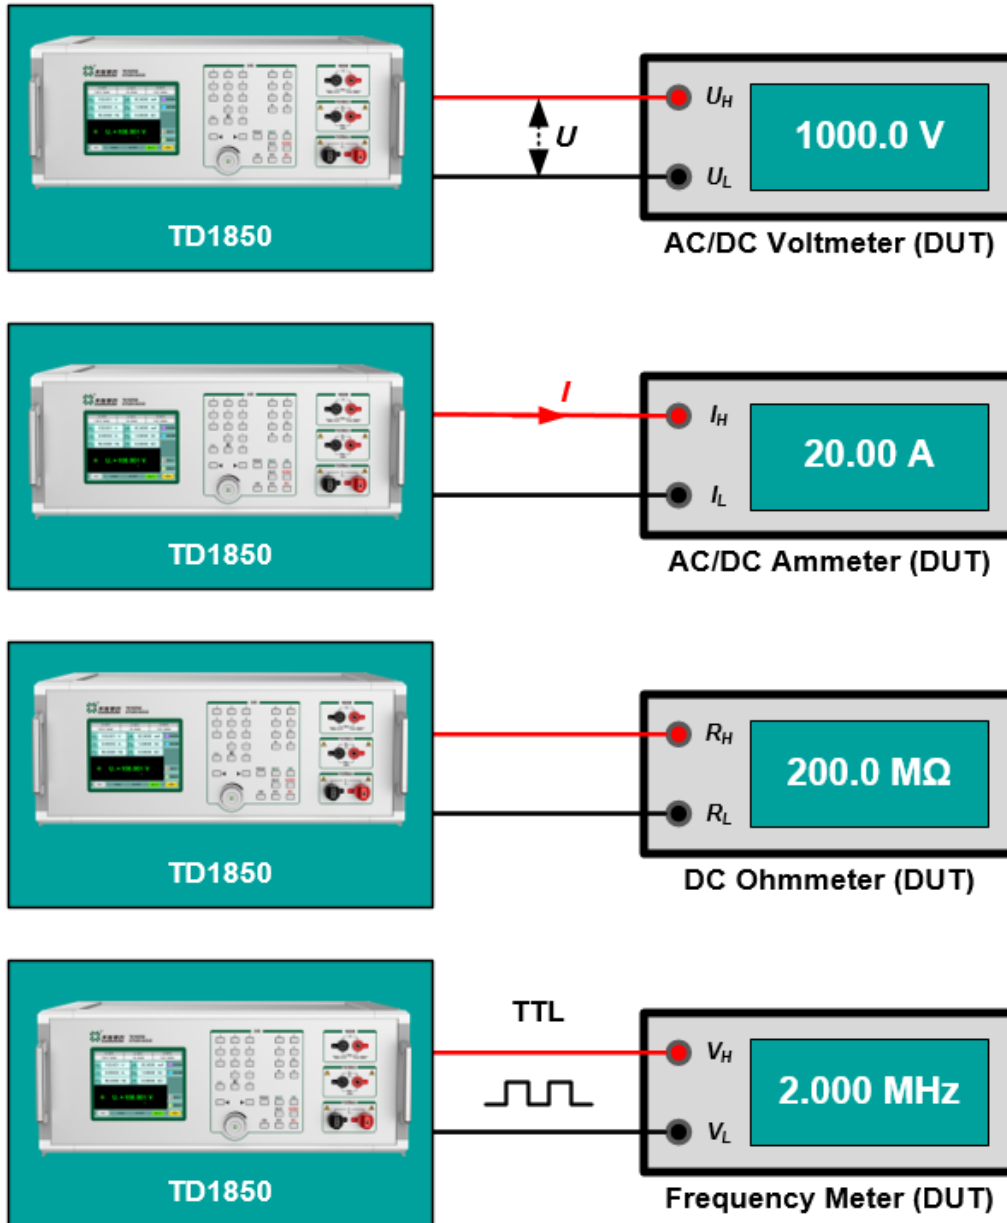 U
U_H
1000.0 V
U_L
TD1850
AC/DC Voltmeter (DUT)
I
I_H
20.00 A
I_L
TD1850
AC/DC Ammeter (DUT)
R_H
200.0 MΩ
R_L
TD1850
DC Ohmmeter (DUT)
TTL
V_H
2.000 MHz
V_L
TD1850
Frequency Meter (DUT)